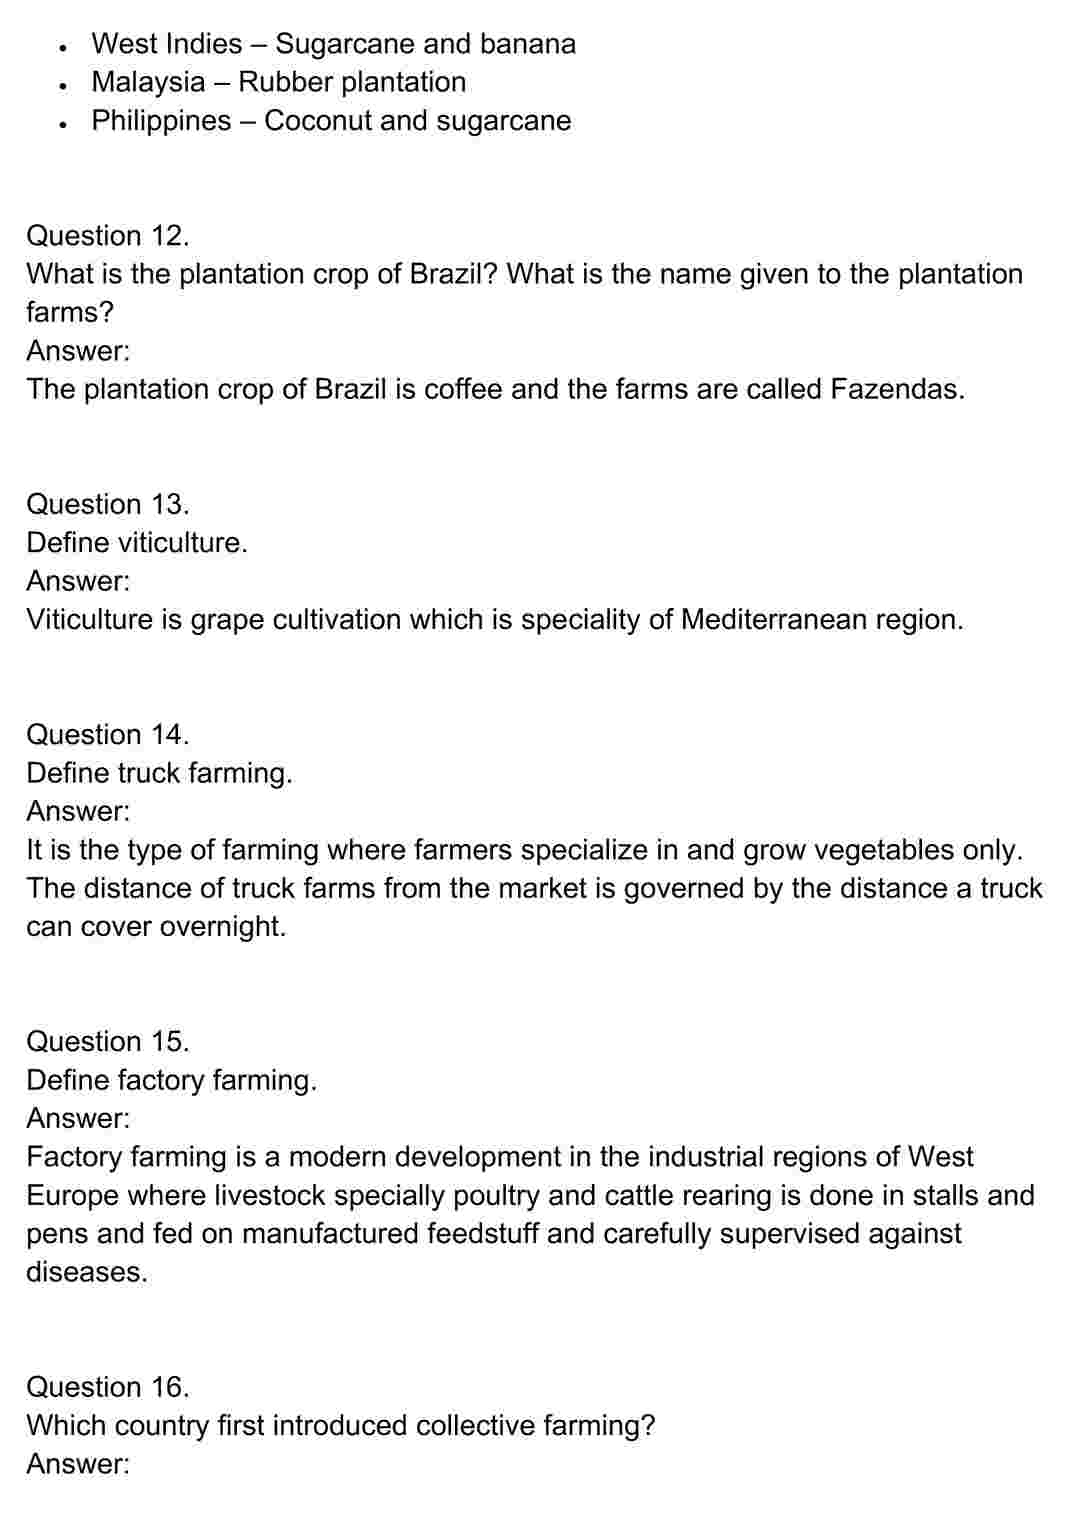 • West Indies – Sugarcane and banana
• Malaysia – Rubber plantation
• Philippines – Coconut and sugarcane
Question 12.
What is the plantation crop of Brazil? What is the name given to the plantation
farms?
Answer:
The plantation crop of Brazil is coffee and the farms are called Fazendas.
Question 13.
Define viticulture.
Answer:
Viticulture is grape cultivation which is speciality of Mediterranean region.
Question 14.
Define truck farming.
Answer:
It is the type of farming where farmers specialize in and grow vegetables only.
The distance of truck farms from the market is governed by the distance a truck
can cover overnight.
Question 15.
Define factory farming.
Answer:
Factory farming is a modern development in the industrial regions of West
Europe where livestock specially poultry and cattle rearing is done in stalls and
pens and fed on manufactured feedstuff and carefully supervised against
diseases.
Question 16.
Which country first introduced collective farming?
Answer: